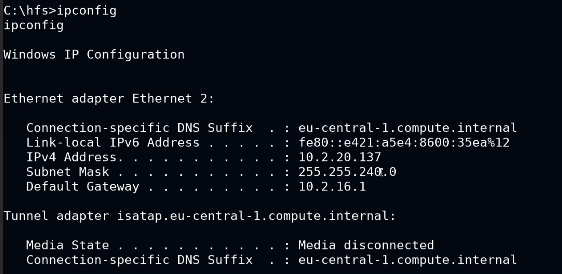 C:\hfs>ipconfig
ipconfig
Windows IP Configuration
Ethernet adapter Ethernet 2:
Connection-specific DNS Suffix . : eu-central-1.compute.internal
Link-local IPv6 Address . . . . . : fe80::e421:a5e4:8600:35ea%12
IPv4 Address. . . . . . . . . . . : 10.2.20.137
Subnet Mask . . . . . . . . . . . : 255.255.240.0
Default Gateway . . . . . . . . . : 10.2.16.1
Tunnel adapter isatap.eu-central-1.compute.internal:
Media State . . . . . . . . . . . : Media disconnected
Connection-specific DNS Suffix . : eu-central-1.compute.internal